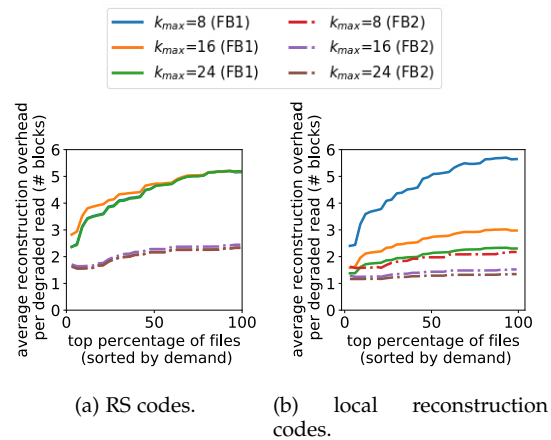 k_max=8 (FB1) k_max=8 (FB2)
k_max=16 (FB1) k_max=16 (FB2)
k_max=24 (FB1) k_max=24 (FB2)
average reconstruction overhead
per degraded read (# blocks)
6
5
4
3
2
1
0
0 50 100
top percentage of files
(sorted by demand)
(a) RS codes.
average reconstruction overhead
per degraded read (# blocks)
6
5
4
3
2
1
0
0 50 100
top percentage of files
(sorted by demand)
(b) local reconstruction
codes.